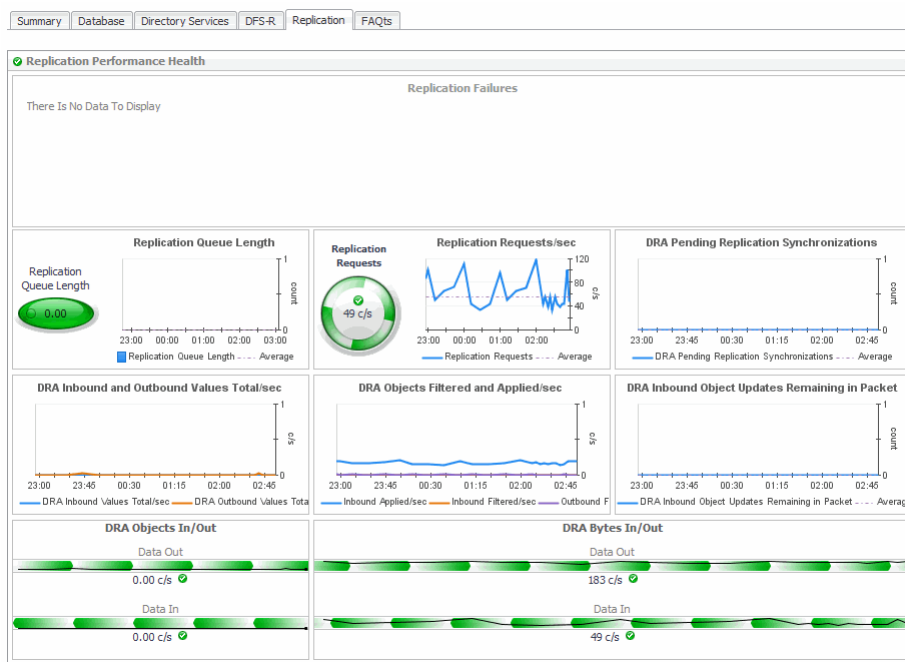 Summary Database Directory Services DFS-R Replication FAQts
Replication Performance Health
Replication Failures
There Is No Data To Display
Replication
Queue Length
0.00
Replication Queue Length
1
count
0
23:00 00:00 01:00 02:00 03:00
Replication Queue Length Average
Replication
Requests
49 c/s
Replication Requests/sec
120
80
c/s
40
0
23:00 00:00 01:00 02:00
Replication Requests Average
DRA Pending Replication Synchronizations
1
count
0
23:00 23:45 00:30 01:15 02:00 02:45
DRA Pending Replication Synchronizations Average
DRA Inbound and Outbound Values Total/sec
1
c/s
0
23:00 23:45 00:30 01:15 02:00 02:45
DRA Inbound Values Total/sec DRA Outbound Values Tota
DRA Objects Filtered and Applied/sec
1
c/s
0
23:00 23:45 00:30 01:15 02:00 02:45
Inbound Applied/sec Inbound Filtered/sec Outbound F
DRA Inbound Object Updates Remaining in Packet
1
count
0
23:00 23:45 00:30 01:15 02:00 02:45
DRA Inbound Object Updates Remaining in Packet Averag
DRA Objects In/Out
Data Out
0.00 c/s
Data In
0.00 c/s
DRA Bytes In/Out
Data Out
183 c/s
Data In
49 c/s